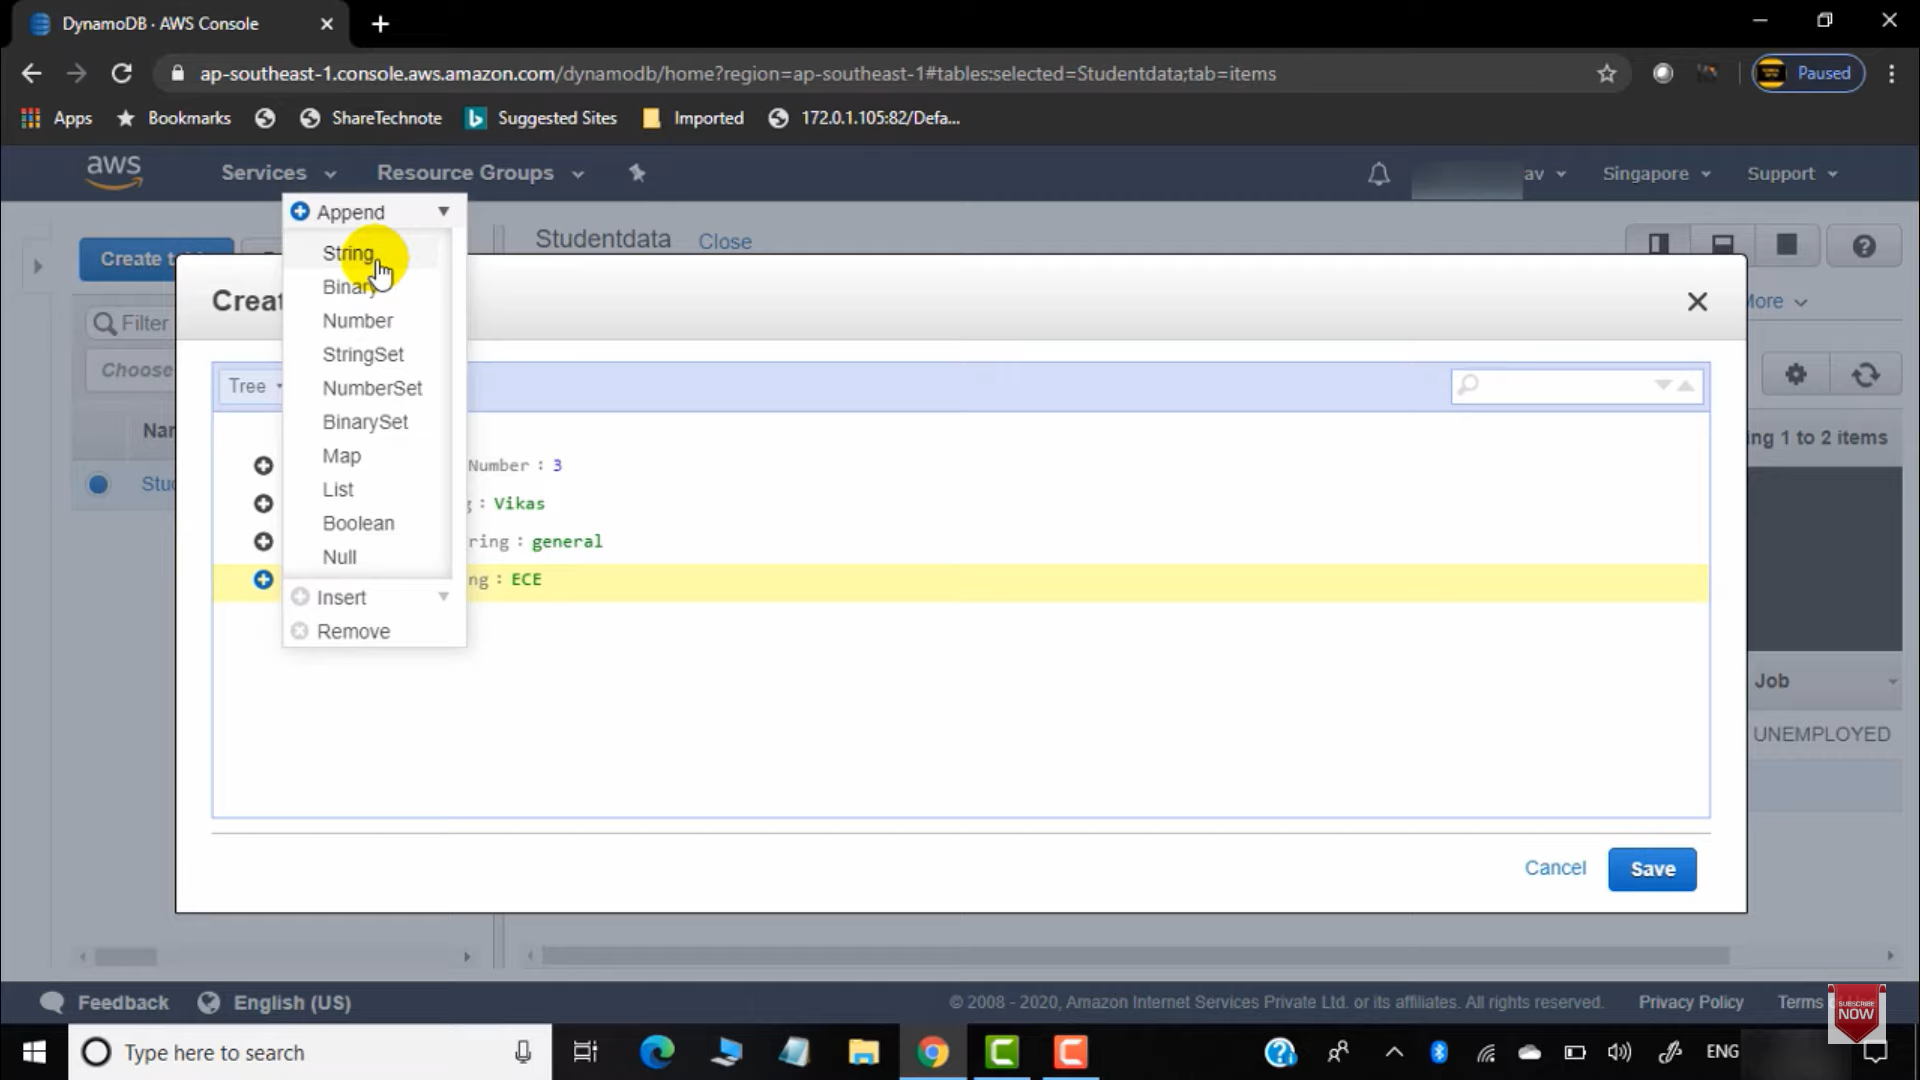 DynamoDB · AWS Console
ap-southeast-1.console.aws.amazon.com/dynamodb/home?region=ap-southeast-1#tables:selected=Studentdata;tab=items
Paused
Apps
Bookmarks
ShareTechnote
Suggested Sites
Imported
172.0.1.105:82/Defa...
aws
Services
Resource Groups
av
Singapore
Support
Append
String
Binary
Number
StringSet
NumberSet
BinarySet
Map
List
Boolean
Null
Insert
Remove
Create t
Studentdata
Close
More
Creat
Filter
Choose
Tree
Nam
ing 1 to 2 items
Stu
Number : 3
g : Vikas
ring : general
ng : ECE
Job
UNEMPLOYED
Cancel
Save
Feedback
English (US)
© 2008 - 2020, Amazon Internet Services Private Ltd. or its affiliates. All rights reserved.
Privacy Policy
Terms
SUBSCRIBE
NOW
Type here to search
ENG